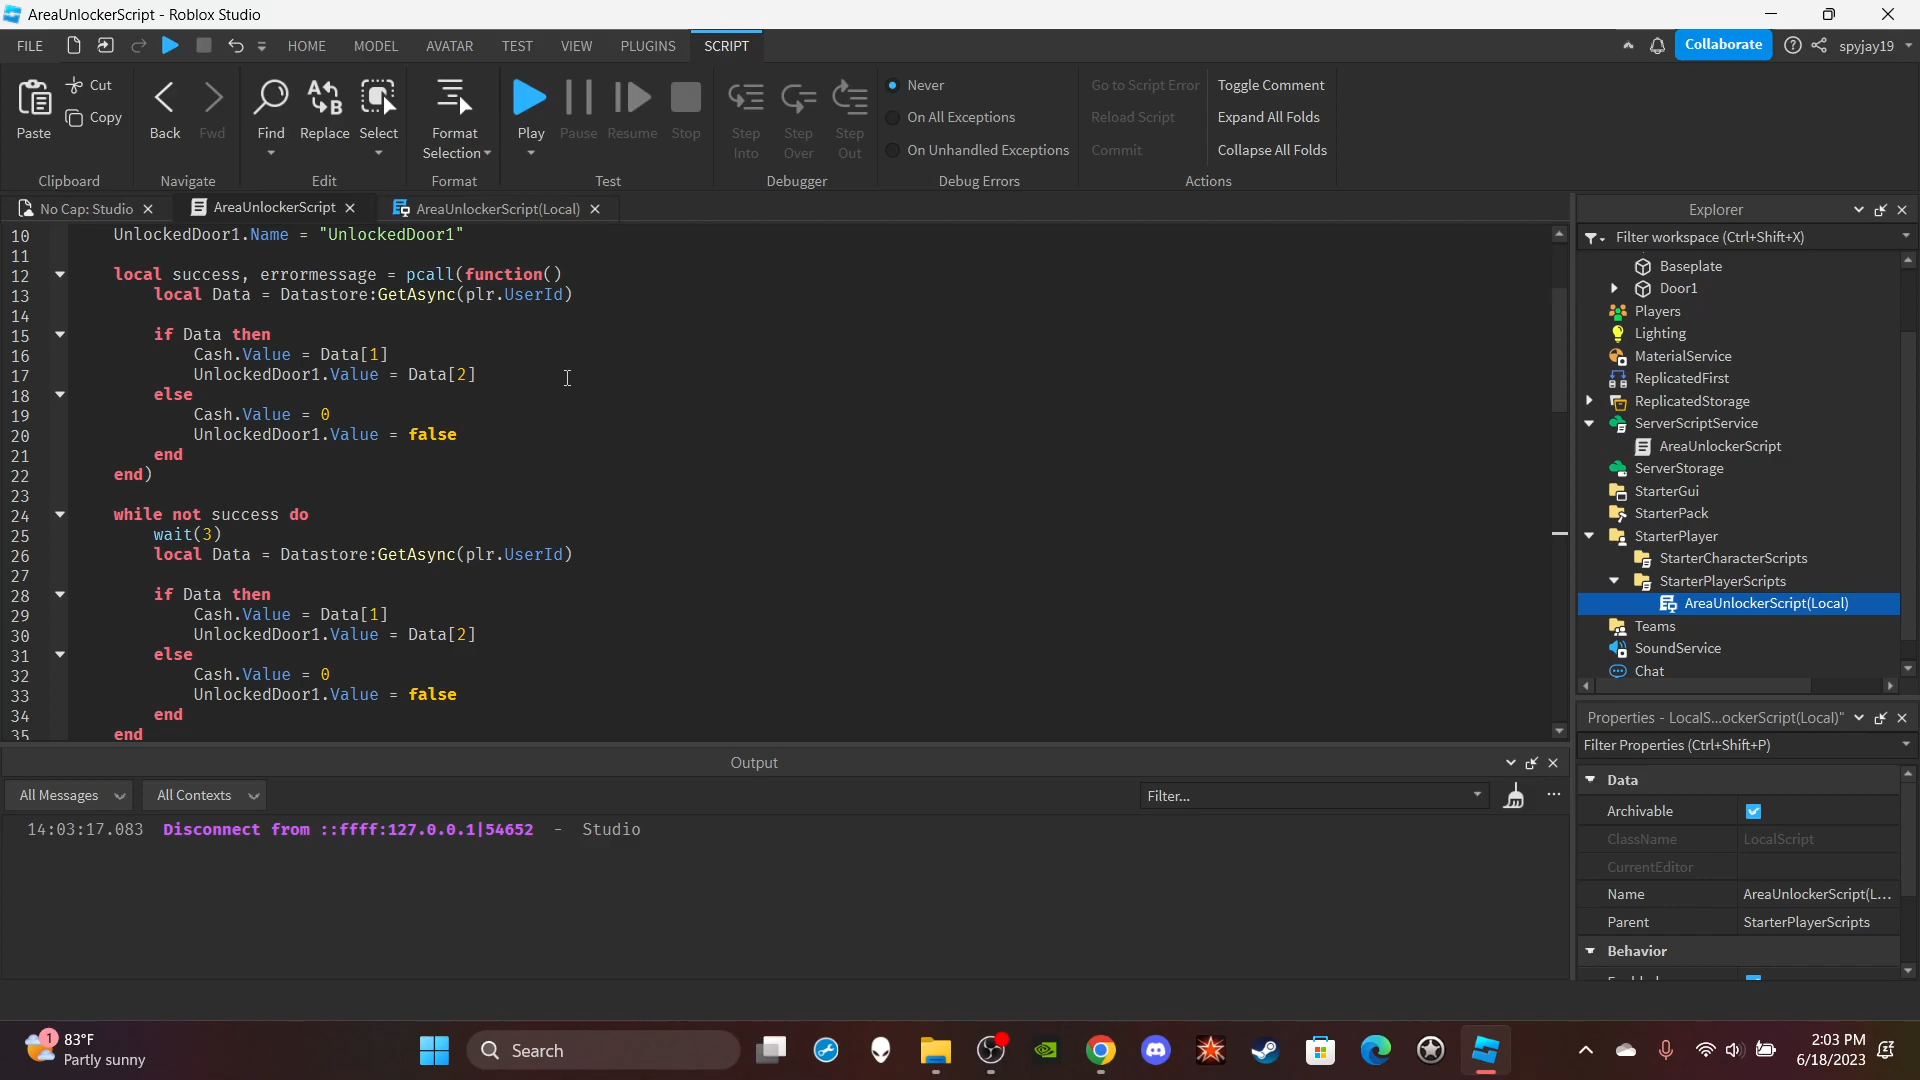 AreaUnlockerScript - Roblox Studio
FILE HOME MODEL AVATAR TEST VIEW PLUGINS SCRIPT Collaborate spyjay19
Paste Cut Copy Back Fwd Find Replace Select Format Selection Play Pause Resume Stop Step Into Step Over Step Out
Never
On All Exceptions
On Unhandled Exceptions
Go to Script Error
Reload Script
Commit
Toggle Comment
Expand All Folds
Collapse All Folds
Clipboard Navigate Edit Format Test Debugger Debug Errors Actions
No Cap: Studio AreaUnlockerScript AreaUnlockerScript(Local)
10 UnlockedDoor1.Name = "UnlockedDoor1"
11
12 local success, errormessage = pcall(function()
13 local Data = Datastore:GetAsync(plr.UserId)
14
15 if Data then
16 Cash.Value = Data[1]
17 UnlockedDoor1.Value = Data[2]
18 else
19 Cash.Value = 0
20 UnlockedDoor1.Value = false
21 end
22 end)
23
24 while not success do
25 wait(3)
26 local Data = Datastore:GetAsync(plr.UserId)
27
28 if Data then
29 Cash.Value = Data[1]
30 UnlockedDoor1.Value = Data[2]
31 else
32 Cash.Value = 0
33 UnlockedDoor1.Value = false
34 end
35 end
Output
All Messages All Contexts Filter...
14:03:17.083 Disconnect from ::ffff:127.0.0.1|54652 - Studio
Explorer
Filter workspace (Ctrl+Shift+X)
Baseplate
Door1
Players
Lighting
MaterialService
ReplicatedFirst
ReplicatedStorage
ServerScriptService
AreaUnlockerScript
ServerStorage
StarterGui
StarterPack
StarterPlayer
StarterCharacterScripts
StarterPlayerScripts
AreaUnlockerScript(Local)
Teams
SoundService
Chat
Properties - LocalS...ockerScript(Local)"
Filter Properties (Ctrl+Shift+P)
Data
Archivable
ClassName LocalScript
CurrentEditor
Name AreaUnlockerScript(L...
Parent StarterPlayerScripts
Behavior
1
83°F
Partly sunny
Search
2:03 PM
6/18/2023